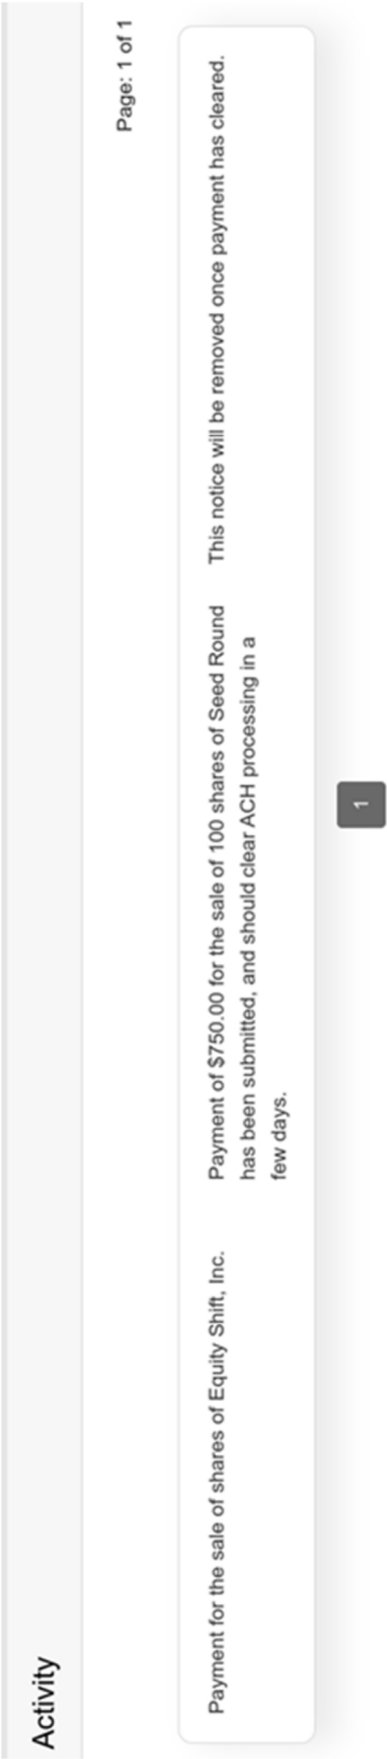 Activity
Page: 1 of 1
Payment for the sale of shares of Equity Shift, Inc.
Payment of $750.00 for the sale of 100 shares of Seed Round
has been submitted, and should clear ACH processing in a
few days.
This notice will be removed once payment has cleared.
1